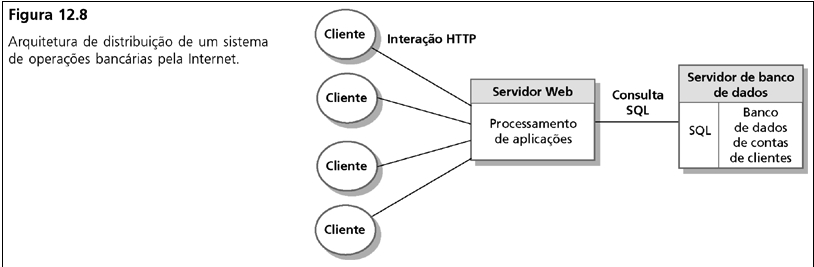 Figura 12.8
Arquitetura de distribuição de um sistema
de operações bancárias pela Internet.
Cliente
Interação HTTP
Cliente
Cliente
Cliente
Servidor Web
Processamento
de aplicações
Consulta
SQL
Servidor de banco
de dados
SQL
Banco
de dados
de contas
de clientes